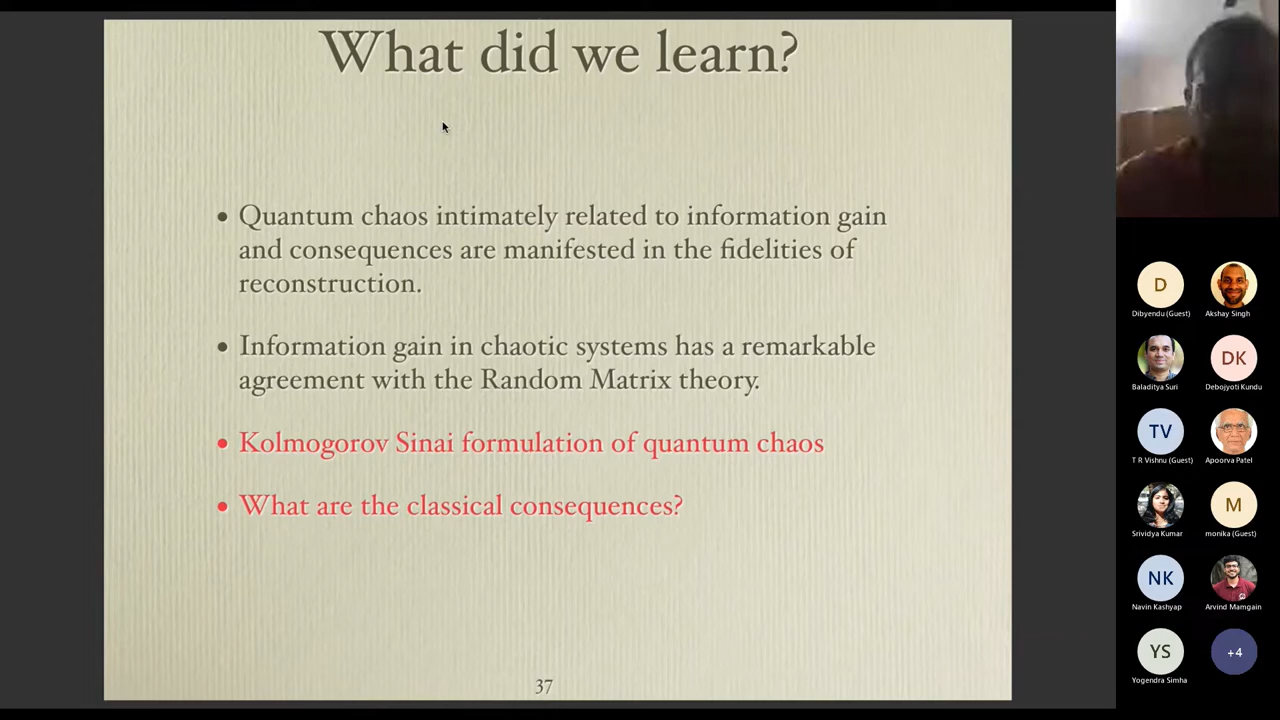 What did we learn?
• Quantum chaos intimately related to information gain
and consequences are manifested in the fidelities of
reconstruction.
• Information gain in chaotic systems has a remarkable
agreement with the Random Matrix theory.
• Kolmogorov Sinai formulation of quantum chaos
• What are the classical consequences?
37
D
Dibyendu (Guest)
Akshay Singh
Baladitya Suri
DK
Debojyoti Kundu
TV
T R Vishnu (Guest)
Apoorva Patel
Srividya Kumar
M
monika (Guest)
NK
Navin Kashyap
Arvind Mamgain
YS
Yogendra Simha
+4